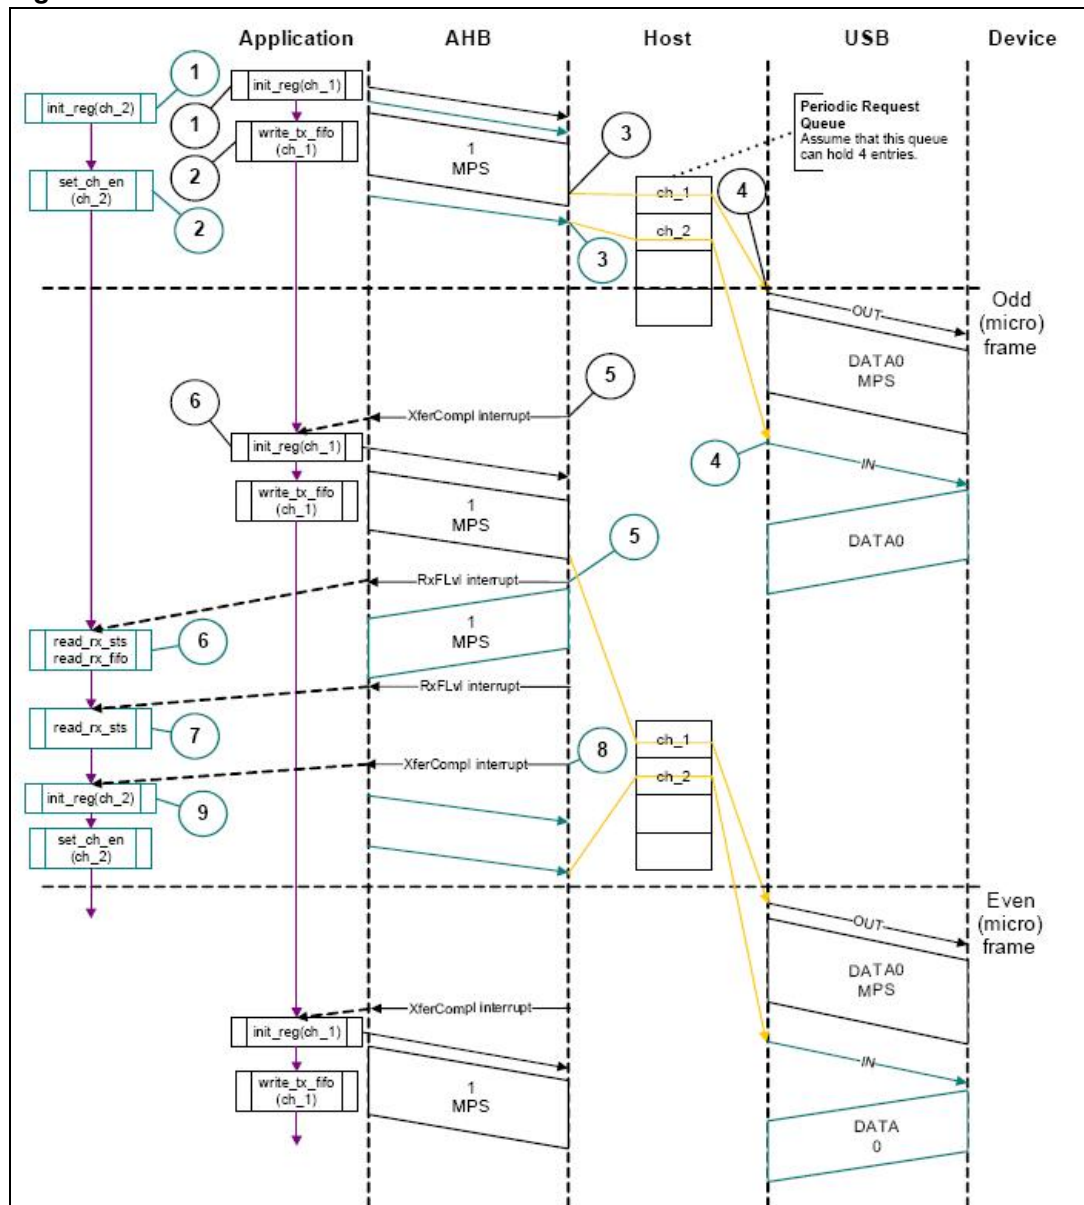 Application
AHB
Host
USB
Device
1
init_reg(ch_1)
init_reg(ch_2)
1
write_tx_fifo
(ch_1)
2
1
MPS
3
Periodic Request
Queue
Assume that this queue
can hold 4 entries.
set_ch_en
(ch_2)
2
ch_1
4
ch_2
3
Odd
(micro)
frame
OUT
DATA0
MPS
5
6
XferCompl interrupt
init_reg(ch_1)
4
IN
write_tx_fifo
(ch_1)
1
MPS
5
DATA0
RxFLvl interrupt
1
MPS
read_rx_sts
read_rx_fifo
6
RxFLvl interrupt
read_rx_sts
7
ch_1
8
XferCompl interrupt
ch_2
init_reg(ch_2)
9
set_ch_en
(ch_2)
Even
(micro)
frame
OUT
DATA0
MPS
XferCompl interrupt
init_reg(ch_1)
IN
write_tx_fifo
(ch_1)
1
MPS
DATA
0